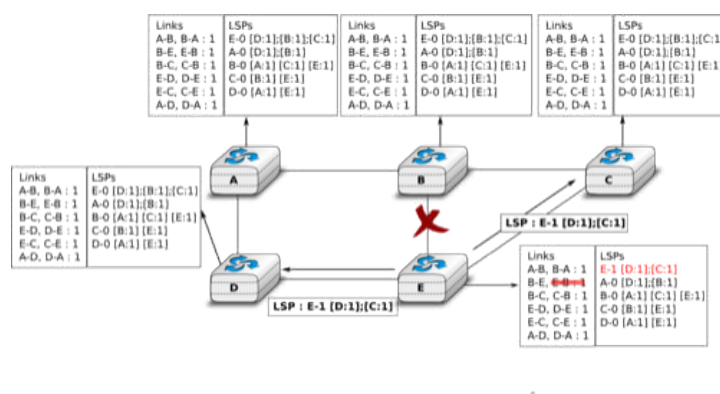 Links LSPs
A-B, B-A : 1 E-0 [D:1];[B:1];[C:1]
B-E, E-B : 1 A-0 [D:1];[B:1]
B-C, C-B : 1 B-0 [A:1] [C:1] [E:1]
E-D, D-E : 1 C-0 [B:1] [E:1]
E-C, C-E : 1 D-0 [A:1] [E:1]
A-D, D-A : 1
Links LSPs
A-B, B-A : 1 E-0 [D:1];[B:1];[C:1]
B-E, E-B : 1 A-0 [D:1];[B:1]
B-C, C-B : 1 B-0 [A:1] [C:1] [E:1]
E-D, D-E : 1 C-0 [B:1] [E:1]
E-C, C-E : 1 D-0 [A:1] [E:1]
A-D, D-A : 1
Links LSPs
A-B, B-A : 1 E-0 [D:1];[B:1];[C:1]
B-E, E-B : 1 A-0 [D:1];[B:1]
B-C, C-B : 1 B-0 [A:1] [C:1] [E:1]
E-D, D-E : 1 C-0 [B:1] [E:1]
E-C, C-E : 1 D-0 [A:1] [E:1]
A-D, D-A : 1
A
B
C
Links LSPs
A-B, B-A : 1 E-0 [D:1];[B:1];[C:1]
B-E, E-B : 1 A-0 [D:1];[B:1]
B-C, C-B : 1 B-0 [A:1] [C:1] [E:1]
E-D, D-E : 1 C-0 [B:1] [E:1]
E-C, C-E : 1 D-0 [A:1] [E:1]
A-D, D-A : 1
LSP : E-1 [D:1];[C:1]
D
E
LSP : E-1 [D:1];[C:1]
Links LSPs
A-B, B-A : 1 E-1 [D:1];[C:1]
B-E, E-B : 1 A-0 [D:1];[B:1]
B-C, C-B : 1 B-0 [A:1] [C:1] [E:1]
E-D, D-E : 1 C-0 [B:1] [E:1]
E-C, C-E : 1 D-0 [A:1] [E:1]
A-D, D-A : 1